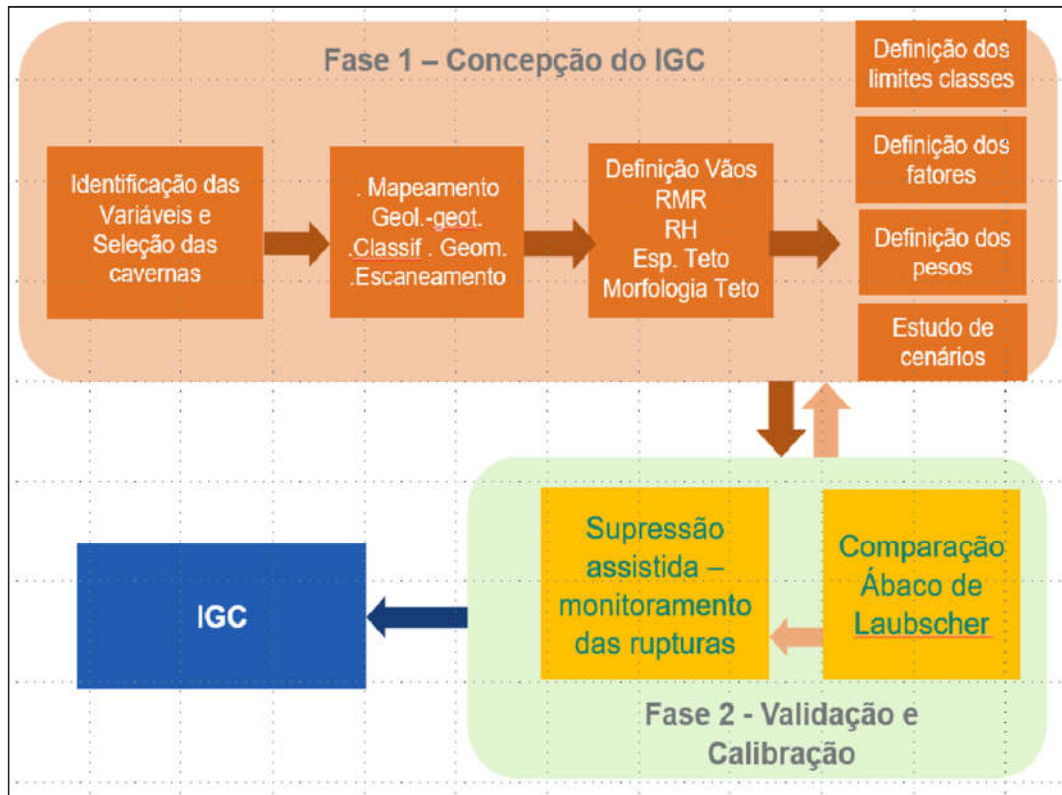 Fase 1 – Concepção do IGC
Identificação das
Variáveis e
Seleção das
cavernas
. Mapeamento
Geol.-geot.
.Classif . Geom.
.Escaneamento
Definição Vãos
RMR
RH
Esp. Teto
Morfologia Teto
Definição dos
limites classes
Definição dos
fatores
Definição dos
pesos
Estudo de
cenários
IGC
Supressão
assistida –
monitoramento
das rupturas
Comparação
Ábaco de
Laubscher
Fase 2 - Validação e
Calibração